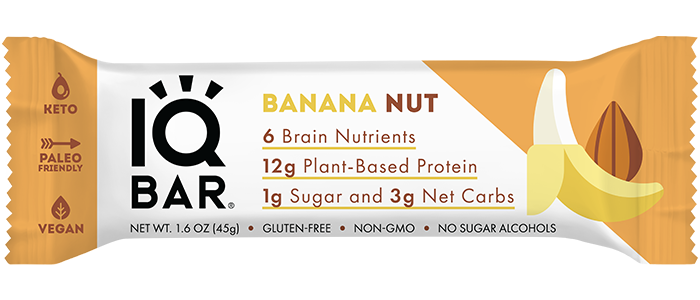 KETO
PALEO
FRIENDLY
VEGAN
IQ
BAR®
BANANA NUT
6 Brain Nutrients
12g Plant-Based Protein
1g Sugar and 3g Net Carbs
NET WT. 1.6 OZ (45g) • GLUTEN-FREE • NON-GMO • NO SUGAR ALCOHOLS